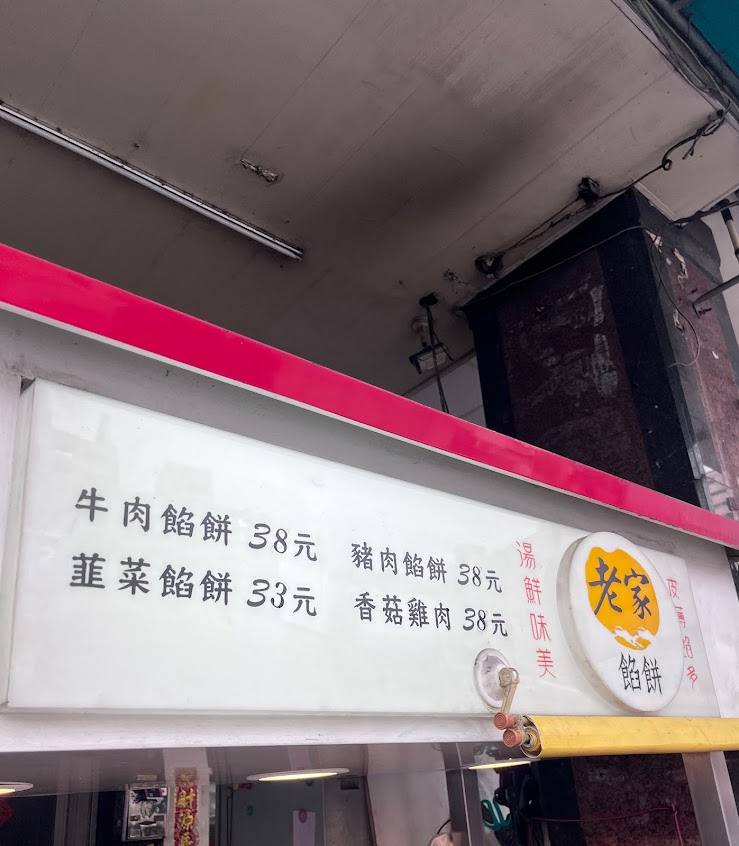 牛肉餡餅 38元
韮菜餡餅 33元
豬肉餡餅 38元
香菇雞肉 38元
湯鮮味美
老家
餡餅
皮薄餡多
財源